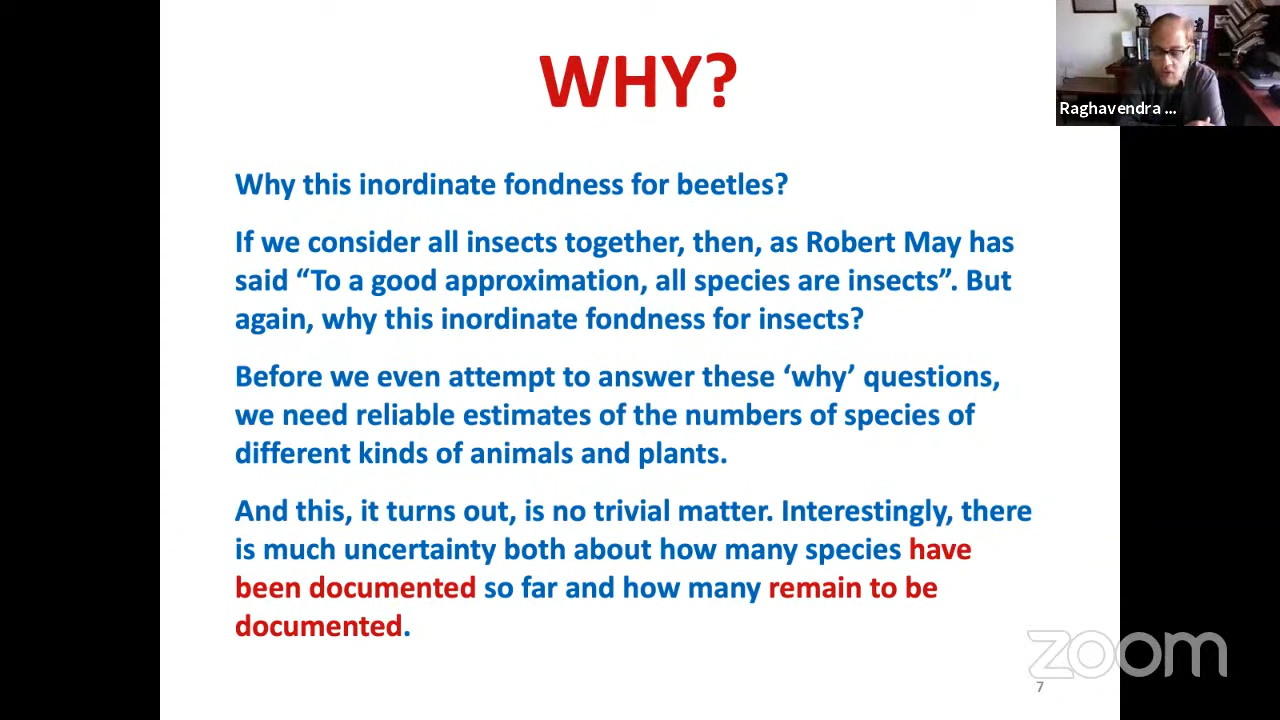 WHY?
Raghavendra ...
Why this inordinate fondness for beetles?
If we consider all insects together, then, as Robert May has
said “To a good approximation, all species are insects”. But
again, why this inordinate fondness for insects?
Before we even attempt to answer these ‘why’ questions,
we need reliable estimates of the numbers of species of
different kinds of animals and plants.
And this, it turns out, is no trivial matter. Interestingly, there
is much uncertainty both about how many species have
been documented so far and how many remain to be
documented.
zoom
7